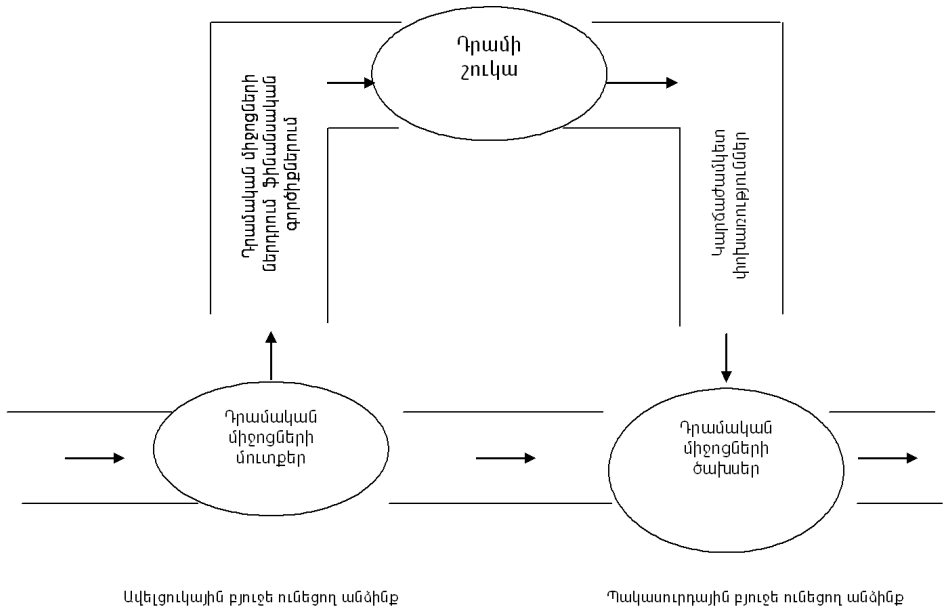 Դրամի
շուկա
Դրամական միջոցների
ներդրում ֆինանսական
գործիքներում
Կարճաժամկետ
փոխառություններ
Դրամական
միջոցների
մուտքեր
Դրամական
միջոցների
ծախսեր
Ավելցուկային բյուջե ունեցող անձինք
Պակասուրդային բյուջե ունեցող անձինք